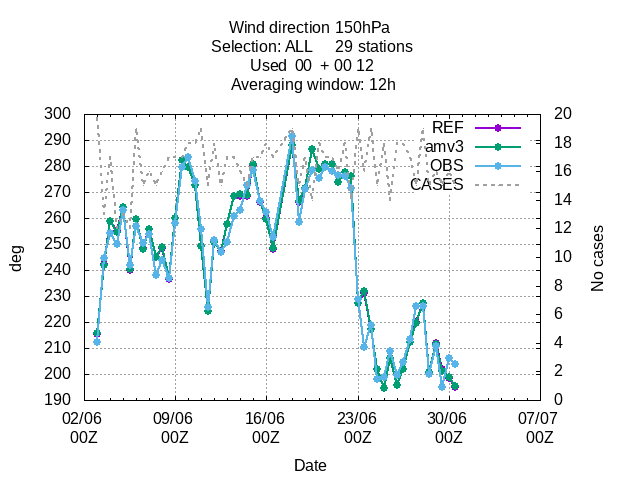 Wind direction 150hPa
Selection: ALL 29 stations
Used 00 + 00 12
Averaging window: 12h
300
290
280
270
260
250
240
230
220
210
200
190
deg
20
18
16
14
12
10
8
6
4
2
0
No cases
REF
amv3
OBS
CASES
02/06 09/06 16/06 23/06 30/06 07/07
00Z 00Z 00Z 00Z 00Z 00Z
Date